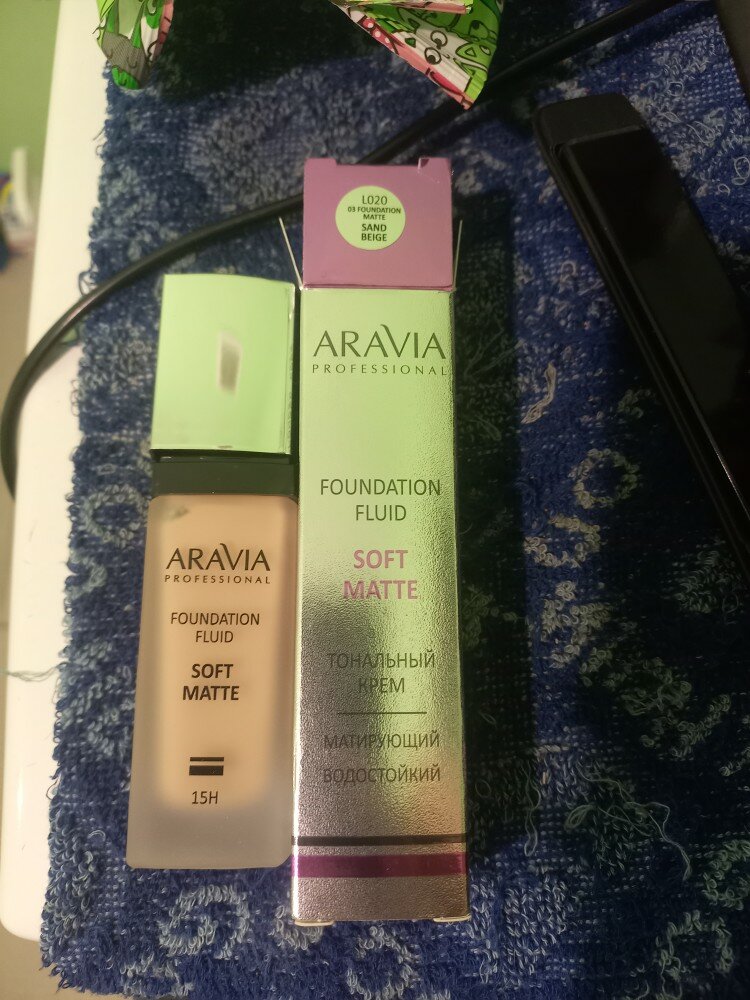 L020
03 FOUNDATION
MATTE
SAND
BEIGE
ARAVIA
PROFESSIONAL
FOUNDATION
FLUID
SOFT
MATTE
ТОНАЛЬНЫЙ
КРЕМ
МАТИРУЮЩИЙ
ВОДОСТОЙКИЙ
ARAVIA
PROFESSIONAL
FOUNDATION
FLUID
SOFT
MATTE
15H